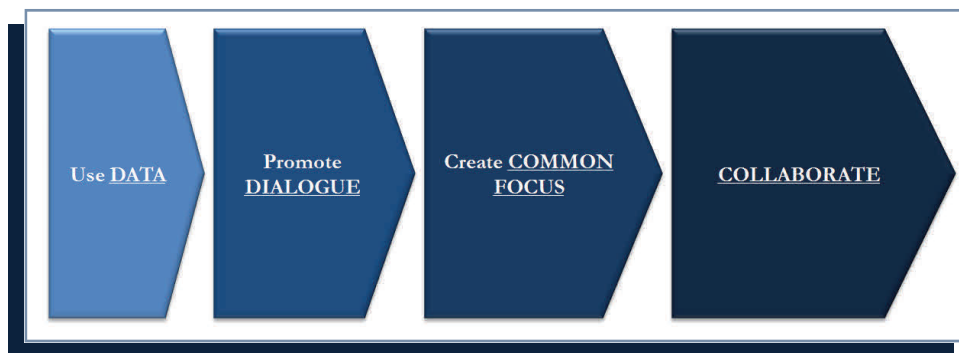 Use DATA
Promote
DIALOGUE
Create COMMON
FOCUS
COLLABORATE